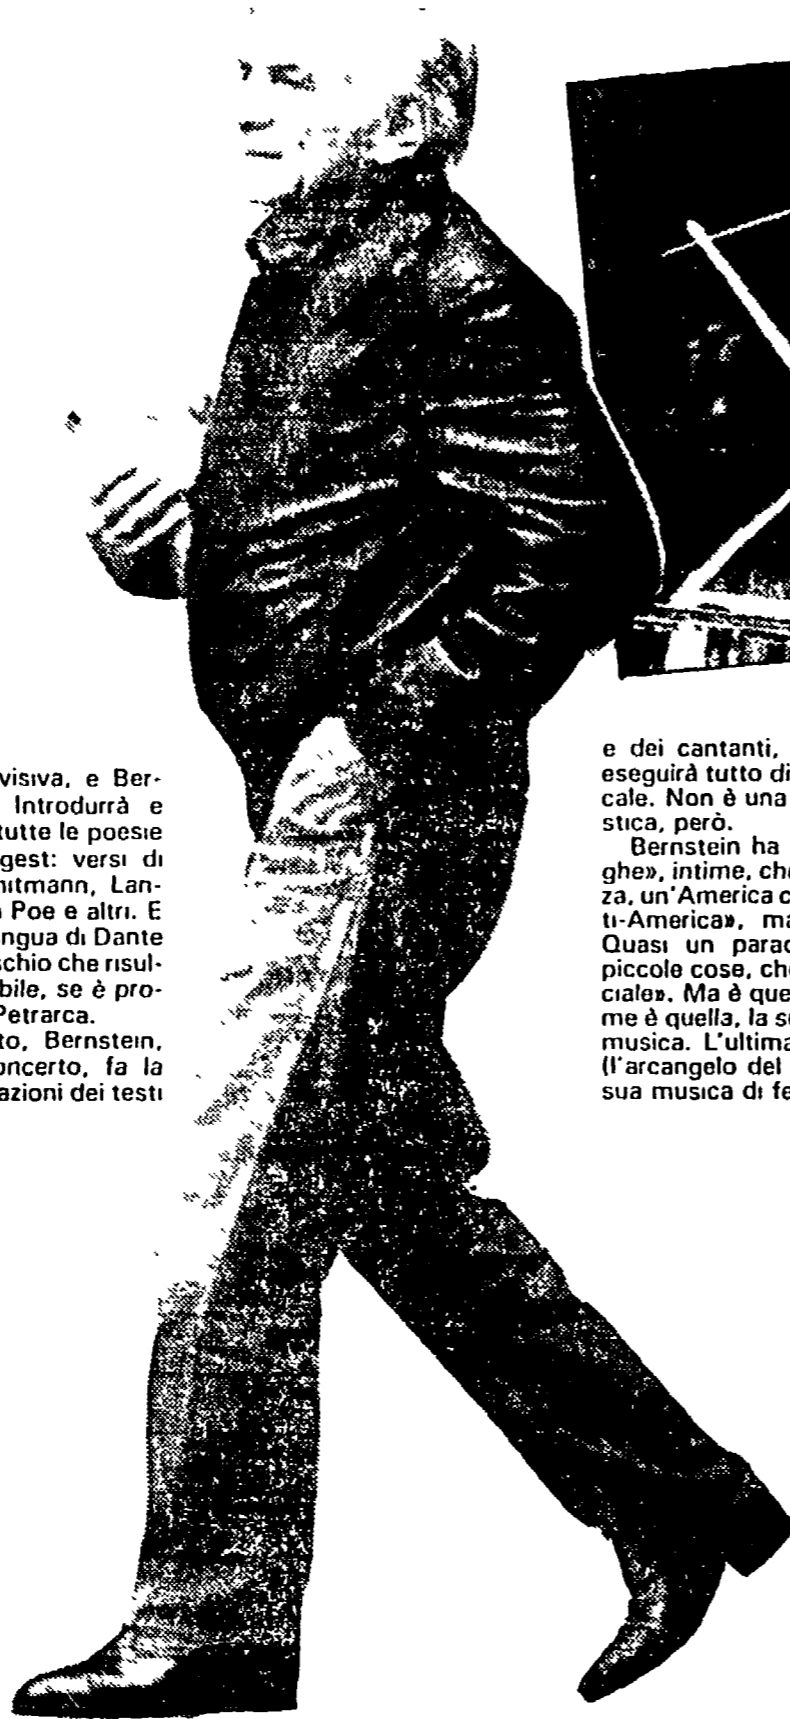 visiva, e Ber-
Introdurrà e
tutte le poesie
gest: versi di
hitmann, Lan-
Poe e altri. E
ngua di Dante
schio che risul-
bile, se è pro-
Petrarca.
to, Bernstein,
oncerto, fa la
azioni dei testi
e dei cantanti,
eseguirà tutto di
cale. Non è una
stica, però.
Bernstein ha
ghe», intime, che
za, un'America c
ti-America», ma
Quasi un parad
piccole cose, che
ciale». Ma è que
me è quella, la su
musica. L'ultima
(l'arcangelo del
sua musica di fe